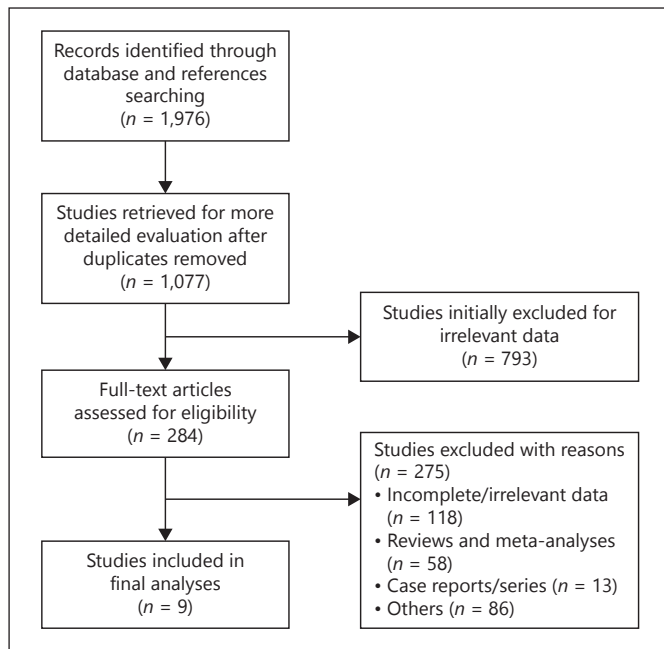 Records identified through
database and references
searching
(n = 1,976)
Studies retrieved for more
detailed evaluation after
duplicates removed
(n = 1,077)
Studies initially excluded for
irrelevant data
(n = 793)
Full-text articles
assessed for eligibility
(n = 284)
Studies excluded with reasons
(n = 275)
• Incomplete/irrelevant data
(n = 118)
• Reviews and meta-analyses
(n = 58)
• Case reports/series (n = 13)
• Others (n = 86)
Studies included in
final analyses
(n = 9)